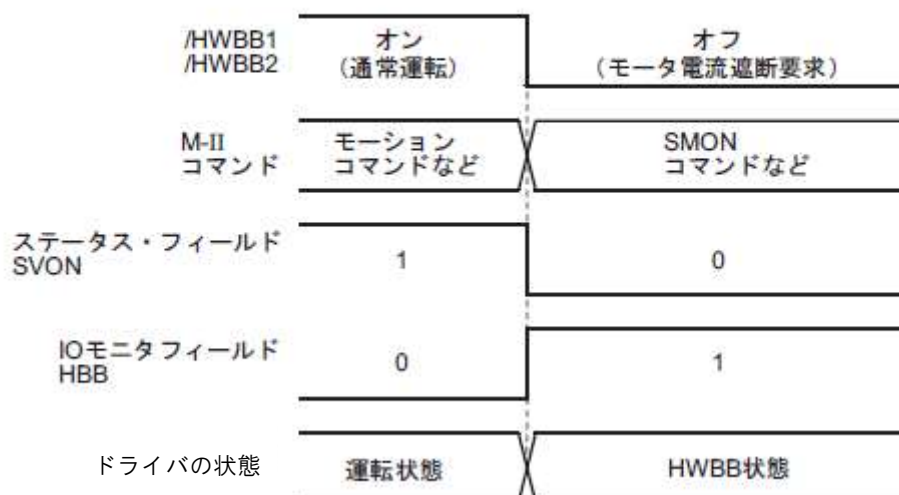 /HWBB1
/HWBB2
オン
(通常運転)
オフ
(モータ電流遮断要求)
M-II
コマンド
モーション
コマンドなど
SMON
コマンドなど
ステータス・フィールド
SVON
1
0
IOモニタフィールド
HBB
0
1
ドライバの状態
運転状態
HWBB状態